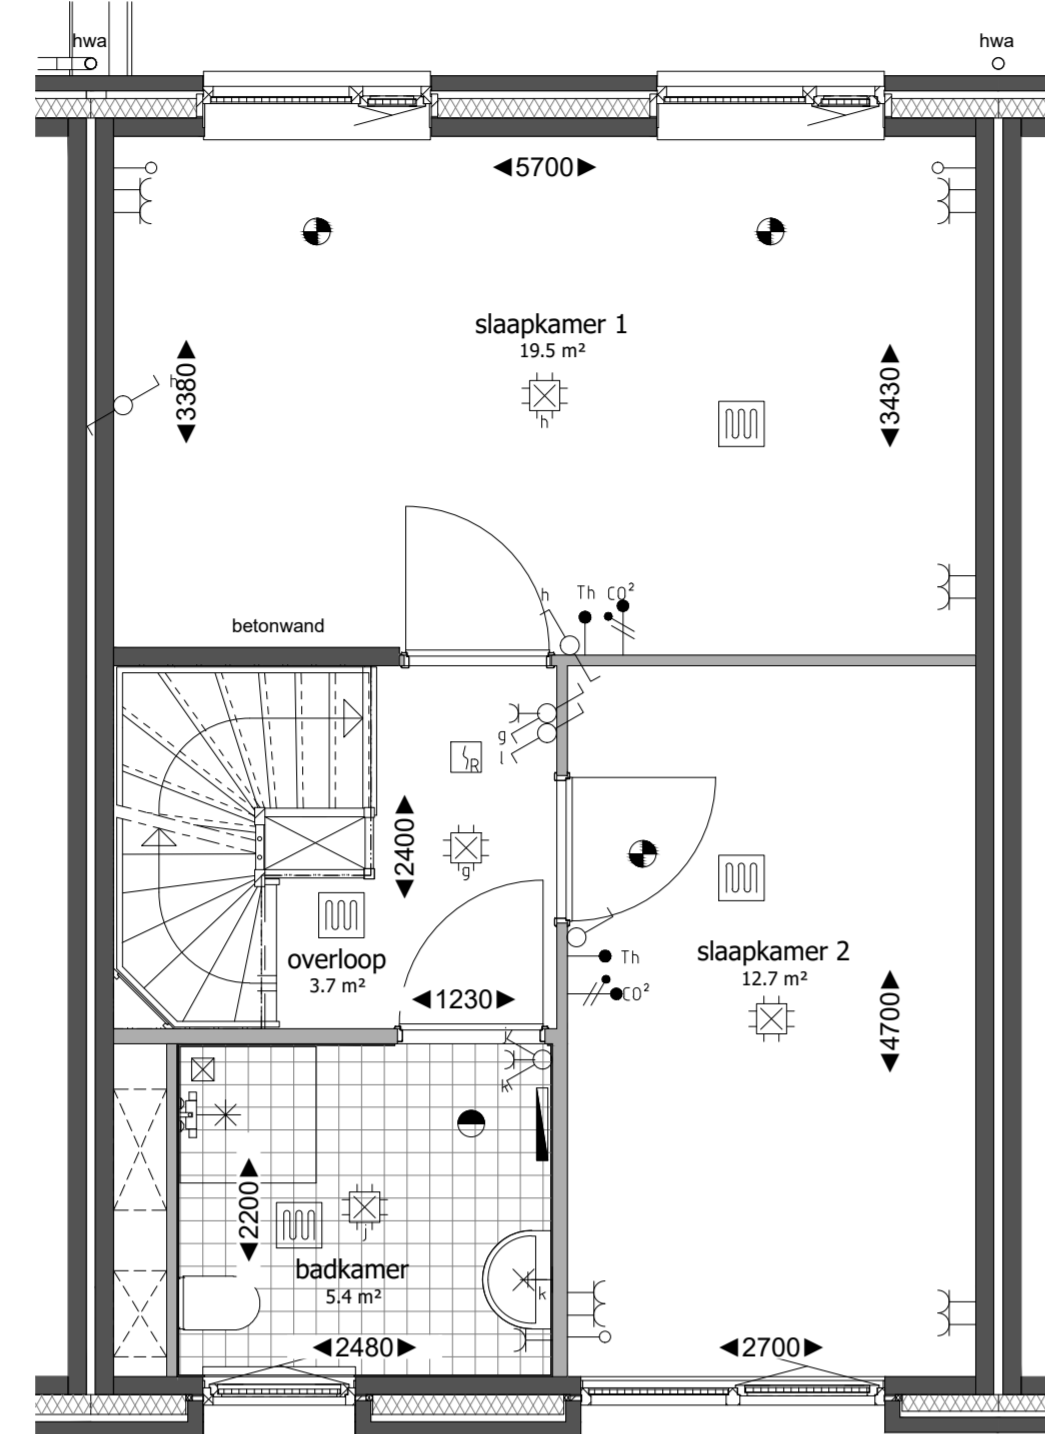 hwa
hwa
5700
slaapkamer 1
19.5 m²
h
3380
3430
h
h
Th
CO²
betonwand
g
l
R
2400
g
overloop
3.7 m²
1230
Th
CO²
slaapkamer 2
12.7 m²
4700
k
k
2200
j
badkamer
5.4 m²
k
2480
2700